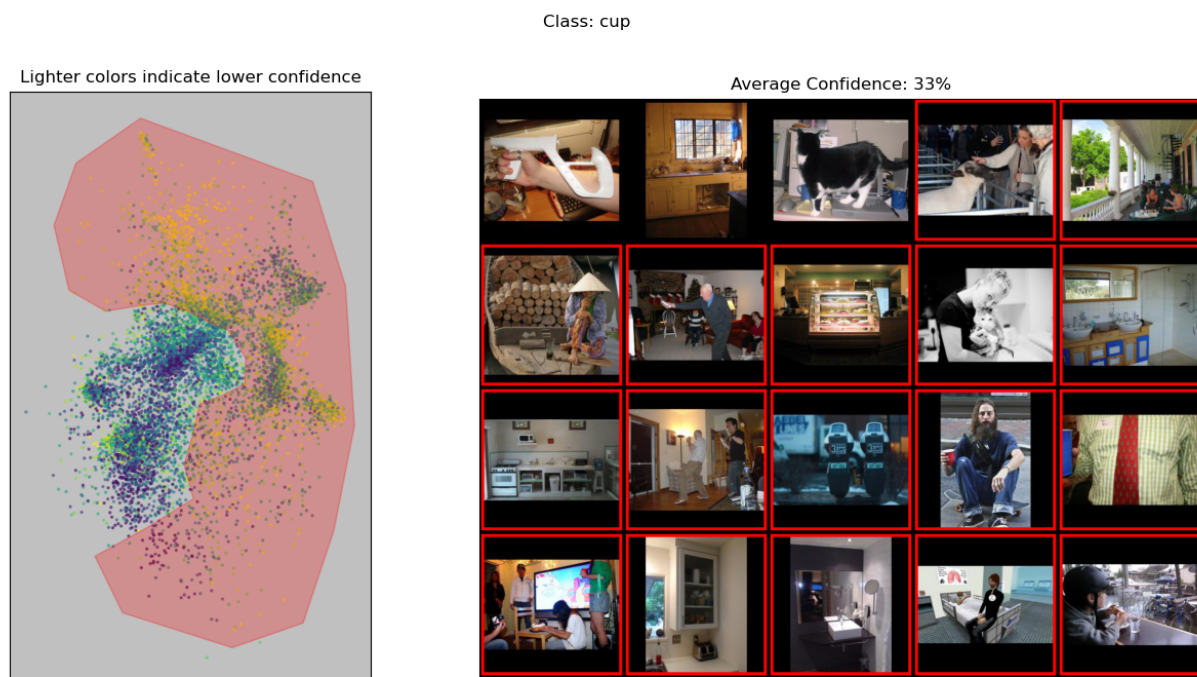 Class: cup
Lighter colors indicate lower confidence
Average Confidence: 33%